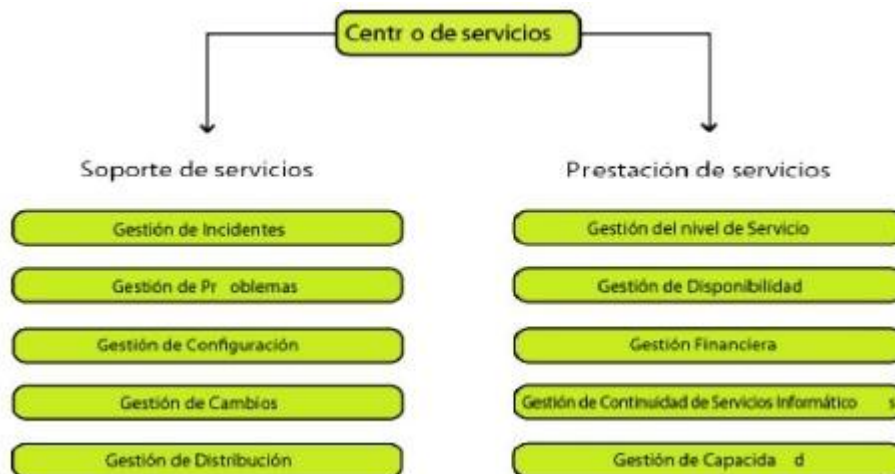 Centr o de servicios
Soporte de servicios
Gestión de Incidentes
Gestión de Pr oblemas
Gestión de Configuración
Gestión de Cambios
Gestión de Distribución
Prestación de servicios
Gestión del nivel de Servicio
Gestión de Disponibilidad
Gestión Financiera
Gestión de Continuidad de Servicios Informático s
Gestión de Capacida d